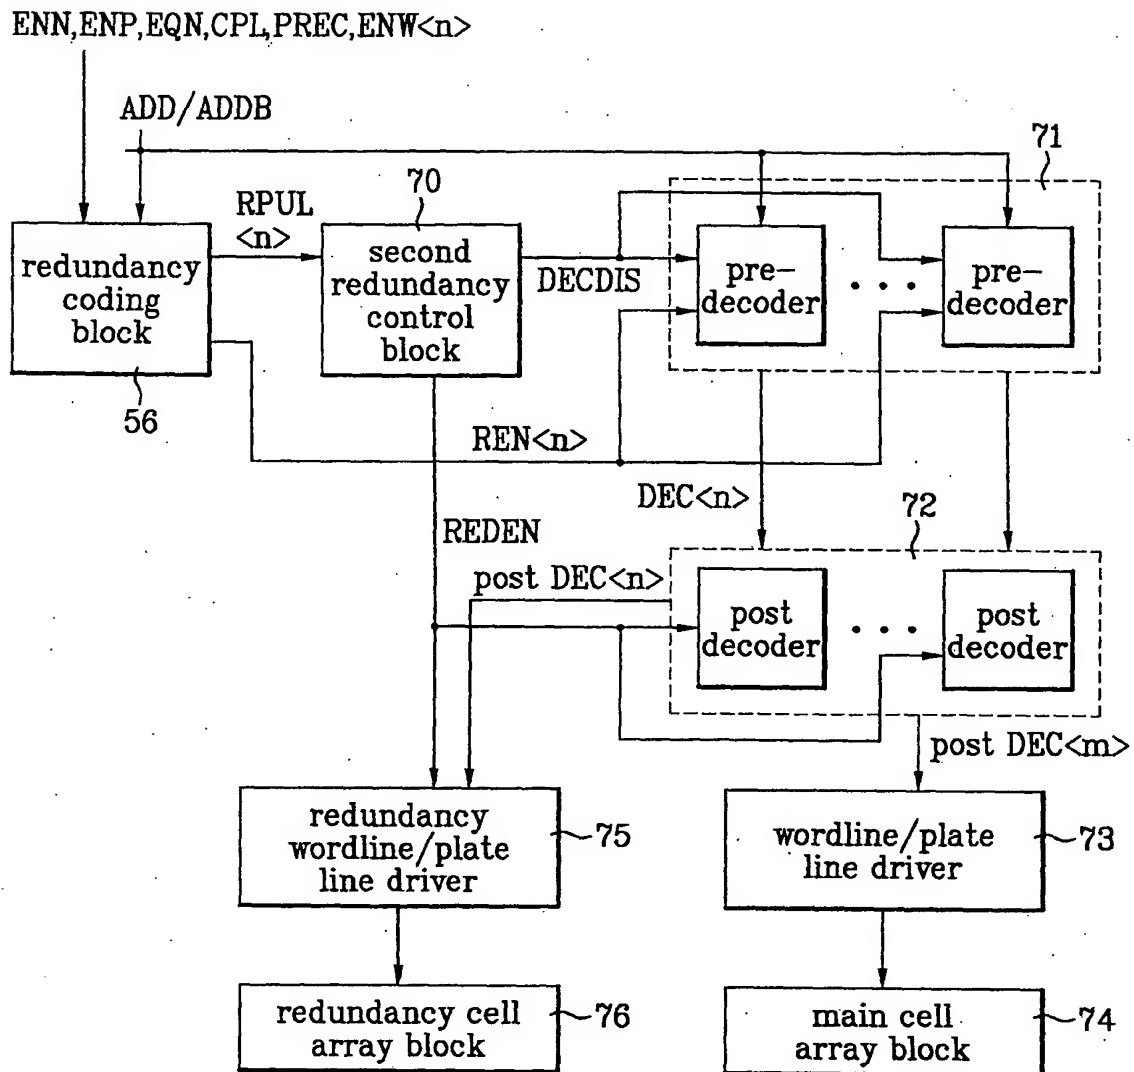 ENN,ENP,EQN,CPL,PREC,ENW<n>
ADD/ADDB
71
70
RPUL
<n>
redundancy
coding
block
second
redundancy
control
block
DECDIS
pre-
decoder
• • •
pre-
decoder
56
REN<n>
DEC<n>
72
REDEN
post DEC<n>
post
decoder
• • •
post
decoder
post DEC<m>
redundancy
wordline/plate
line driver
75
wordline/plate
line driver
73
redundancy cell
array block
76
main cell
array block
74